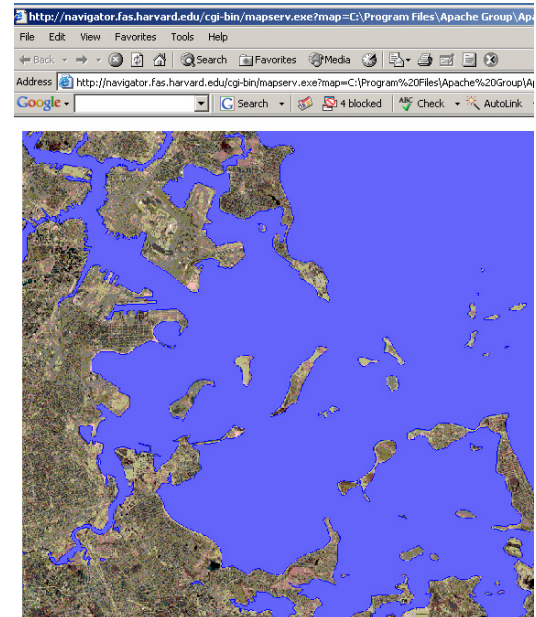 http://navigator.fas.harvard.edu/cgi-bin/mapserv.exe?map=C:\Program Files\Apache Group\Apa
File Edit View Favorites Tools Help
Back Search Favorites Media
Address http://navigator.fas.harvard.edu/cgi-bin/mapserv.exe?map=C:\Program%20Files\Apache%20Group\A
Google Search 4 blocked ABC Check AutoLink